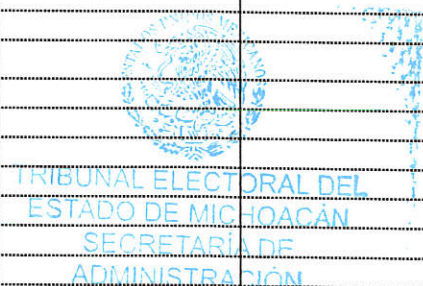 TRIBUNAL ELECTORAL DEL
ESTADO DE MICHOACÁN
SECRETARÍA DE
ADMINISTRACIÓN